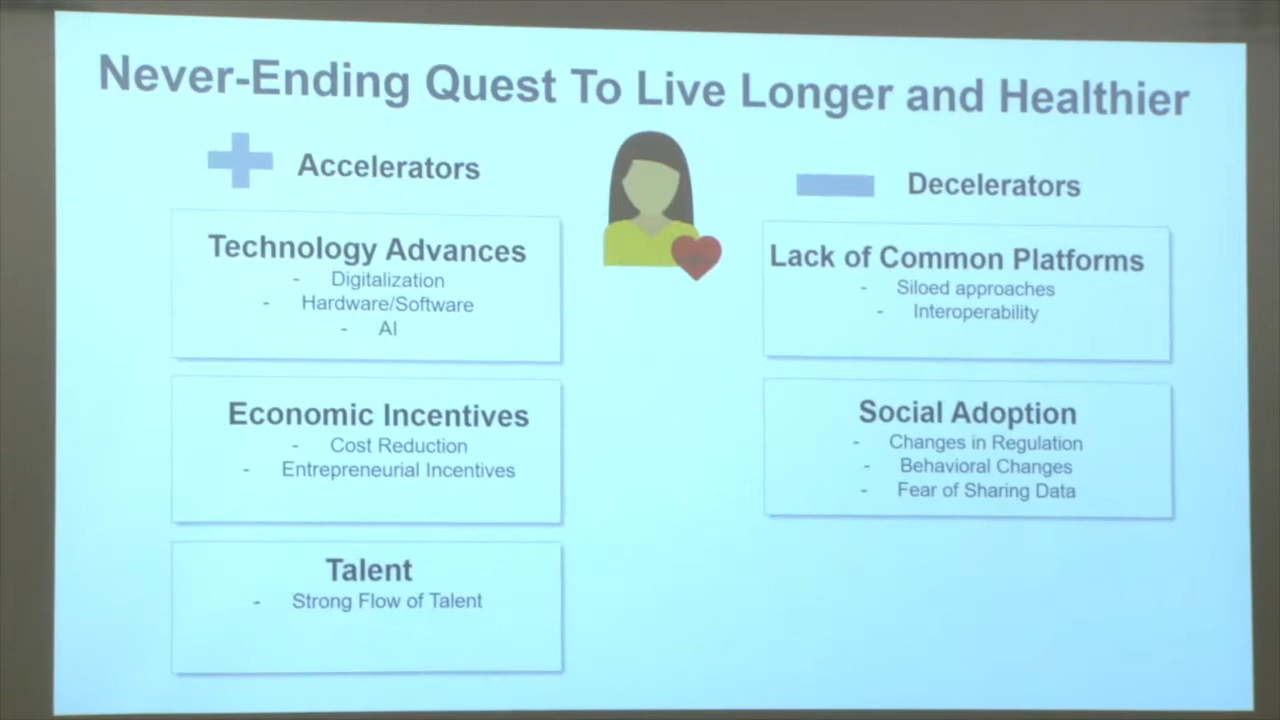 Never-Ending Quest To Live Longer and Healthier
Accelerators
Technology Advances
- Digitalization
- Hardware/Software
- AI
Economic Incentives
- Cost Reduction
- Entrepreneurial Incentives
Talent
- Strong Flow of Talent
Decelerators
Lack of Common Platforms
- Siloed approaches
- Interoperability
Social Adoption
- Changes in Regulation
- Behavioral Changes
- Fear of Sharing Data